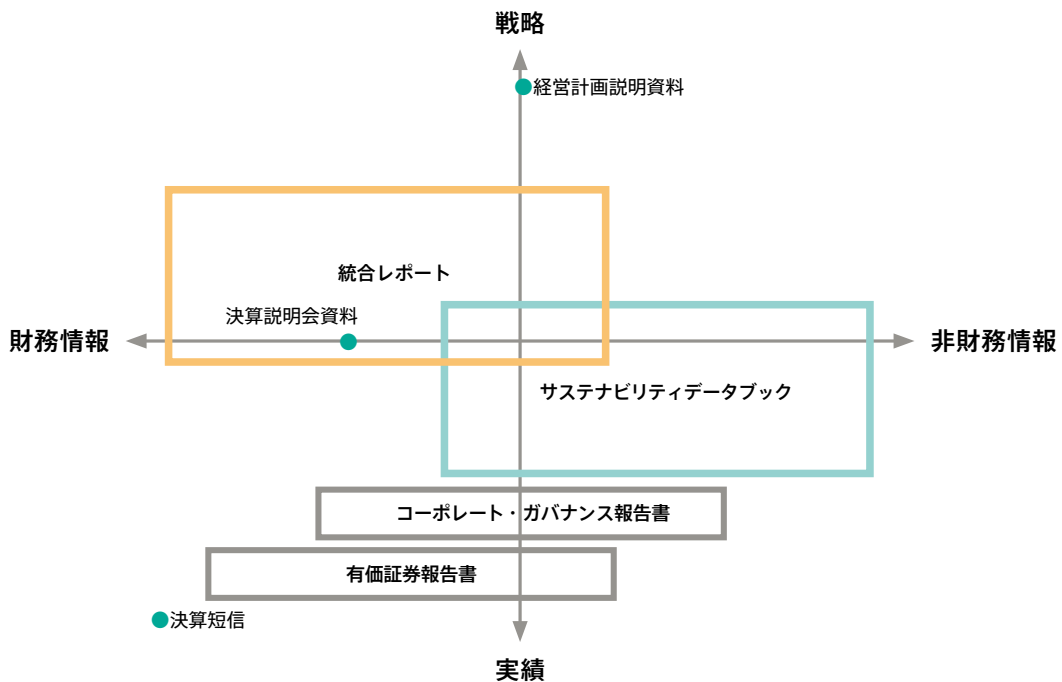 戦略
経営計画説明資料
統合レポート
決算説明会資料
財務情報
非財務情報
サステナビリティデータブック
コーポレート・ガバナンス報告書
有価証券報告書
決算短信
実績